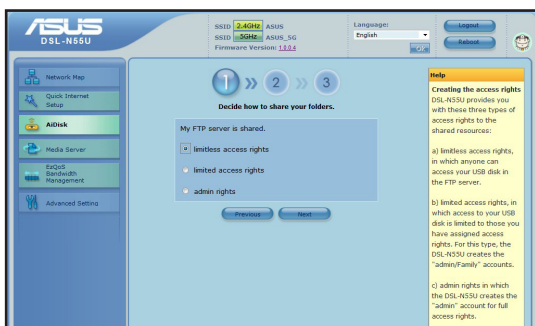 ASUS
DSL-N55U
SSID 2.4GHz ASUS
SSID 5GHz ASUS_5G
Firmware Version: 1.0.0.4
Language:
English
Logout
Reboot
Network Map
Quick Internet
Setup
AiDisk
Media Server
EzQoS
Bandwidth
Management
Advanced Setting
1 » 2 » 3
Decide how to share your folders.
My FTP server is shared.
limitless access rights
limited access rights
admin rights
Previous
Next
Help
Creating the access rights
DSL-N55U provides you
with these three types of
access rights to the
shared resources:
a) limitless access rights,
in which anyone can
access your USB disk in
the FTP server.
b) limited access rights, in
which access to your USB
disk is limited to those you
have assigned access
rights. For this type, the
DSL-N55U creates the
"admin/Family" accounts.
c) admin rights in which
the DSL-N55U creates the
"admin" account for full
access rights.